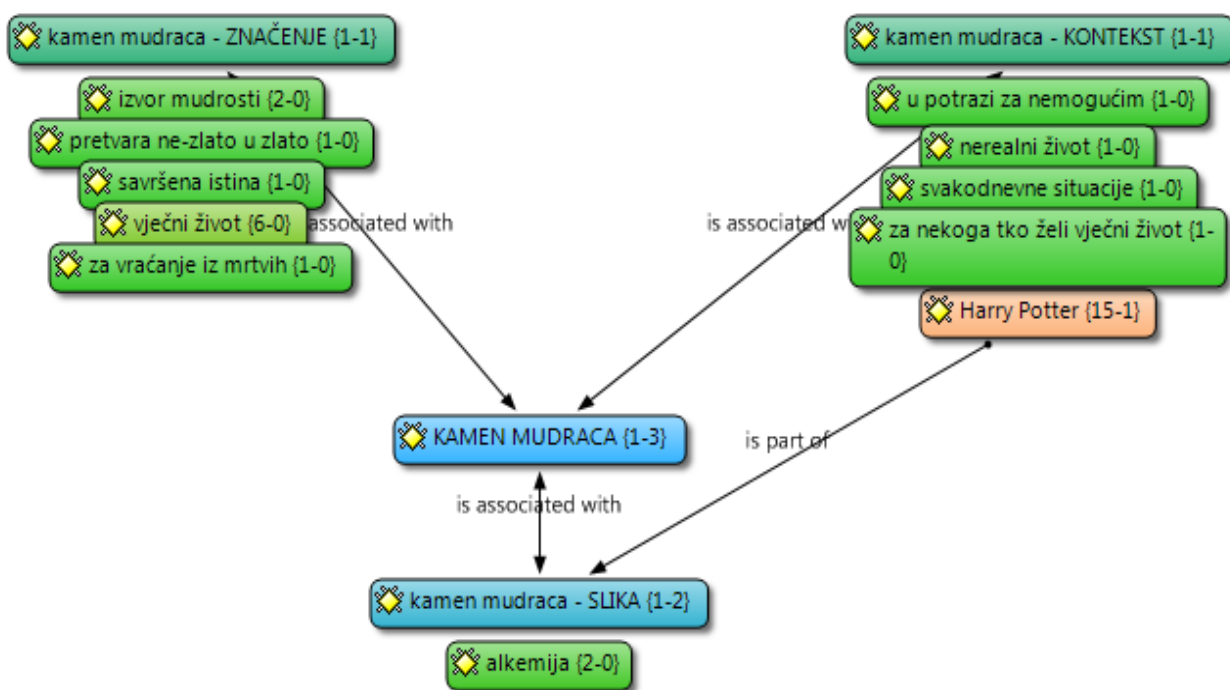 kamen mudraca - ZNAČENJE {1-1}
izvor mudrosti {2-0}
pretvara ne-zlato u zlato {1-0}
savršena istina {1-0}
vječni život {6-0}
za vraćanje iz mrtvih {1-0}
associated with
kamen mudraca - KONTEKST {1-1}
u potrazi za nemogućim {1-0}
nerealni život {1-0}
svakodnevne situacije {1-0}
za nekoga tko želi vječni život {1-
0}
Harry Potter {15-1}
is associated
KAMEN MUDRACA {1-3}
is part of
is associated with
kamen mudraca - SLIKA {1-2}
alkemija {2-0}